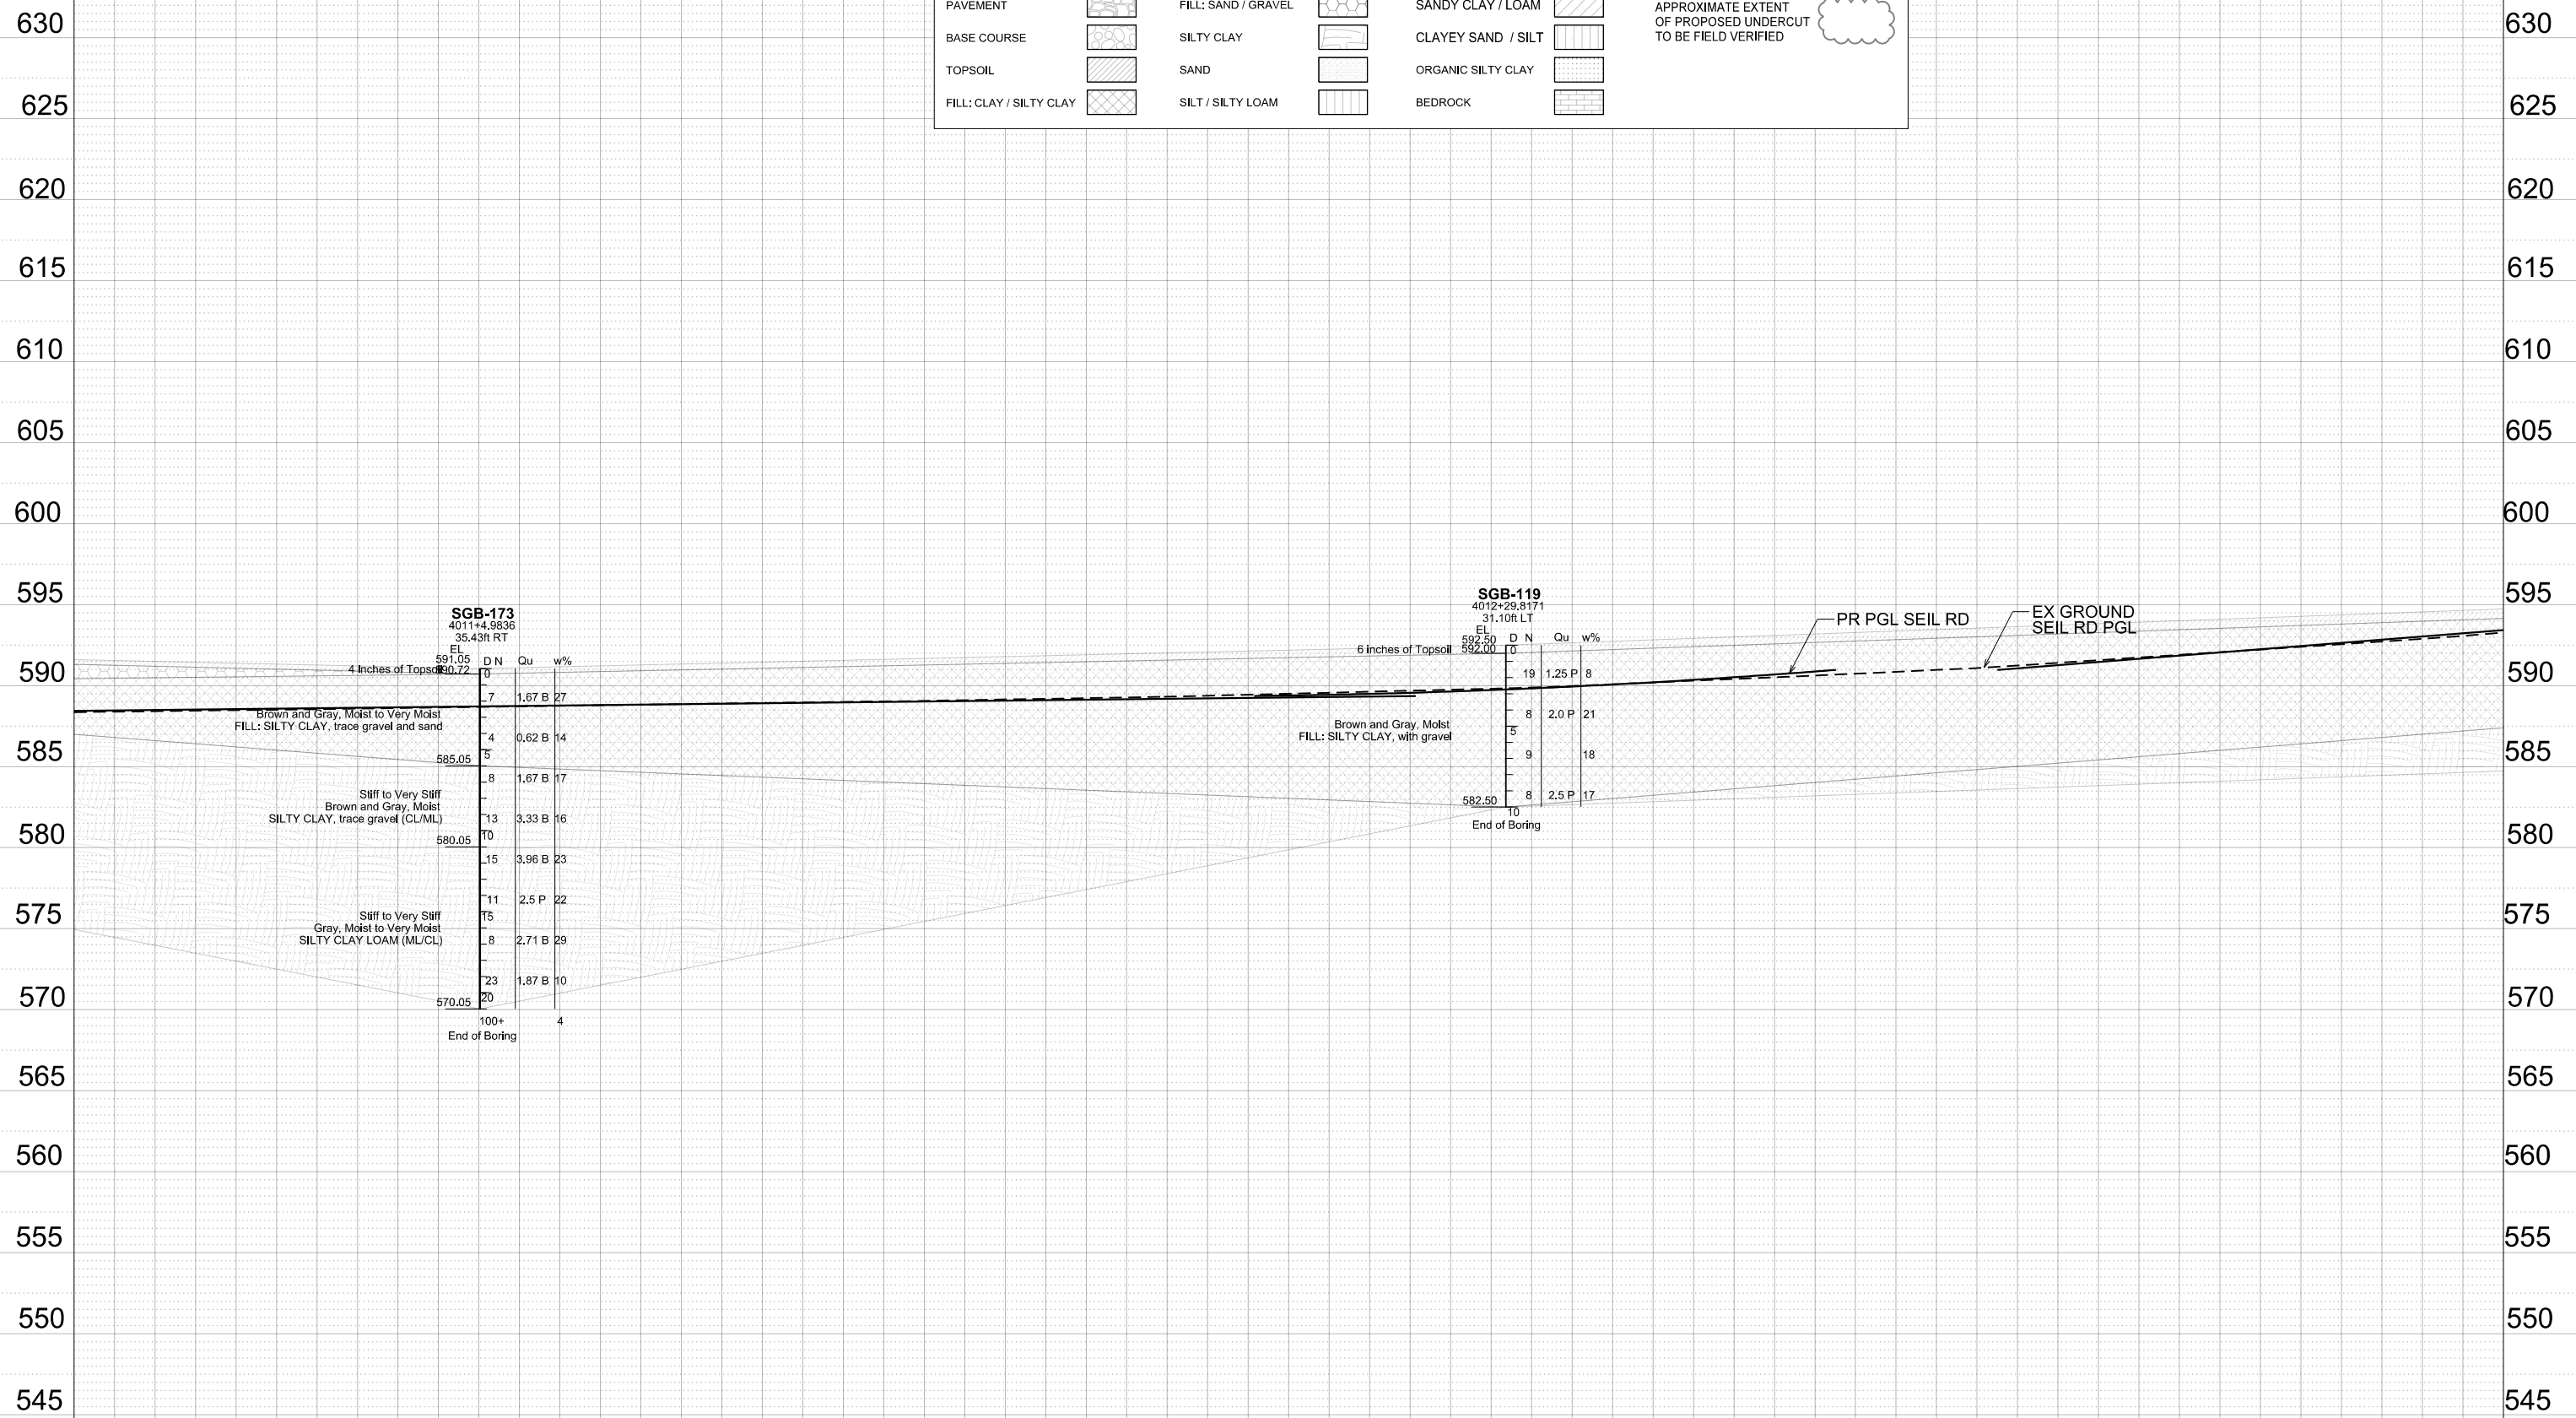 PAVEMENT
FILL: SAND / GRAVEL
SANDY CLAY / LOAM
APPROXIMATE EXTENT
OF PROPOSED UNDERCUT
TO BE FIELD VERIFIED
BASE COURSE
SILTY CLAY
CLAYEY SAND / SILT
TOPSOIL
SAND
ORGANIC SILTY CLAY
FILL: CLAY / SILTY CLAY
SILT / SILTY LOAM
BEDROCK
630 630
625 625
620 620
615 615
610 610
605 605
600 600
595 595
590 590
585 585
580 580
575 575
570 570
565 565
560 560
555 555
550 550
545 545
SGB-173
4011+4.9836
35.43ft RT
EL
591.05
590.72
4 Inches of Topsoil
D N Qu w%
0
7 1.67 B 27
Brown and Gray, Moist to Very Moist
FILL: SILTY CLAY, trace gravel and sand
4 0.62 B 14
5
585.05
8 1.67 B 17
Stiff to Very Stiff
Brown and Gray, Moist
SILTY CLAY, trace gravel (CL/ML)
13 3.33 B 16
10
580.05
15 3.96 B 23
11 2.5 P 22
15
Stiff to Very Stiff
Gray, Moist to Very Moist
SILTY CLAY LOAM (ML/CL)
8 2.71 B 29
23 1.87 B 10
20
570.05
100+ 4
End of Boring
SGB-119
4012+29.8171
31.10ft LT
EL
592.50
592.00
6 inches of Topsoil
D N Qu w%
0
19 1.25 P 8
8 2.0 P 21
Brown and Gray, Moist
FILL: SILTY CLAY, with gravel
5
9 18
8 2.5 P 17
582.50
10
End of Boring
PR PGL SEIL RD
EX GROUND
SEIL RD PGL